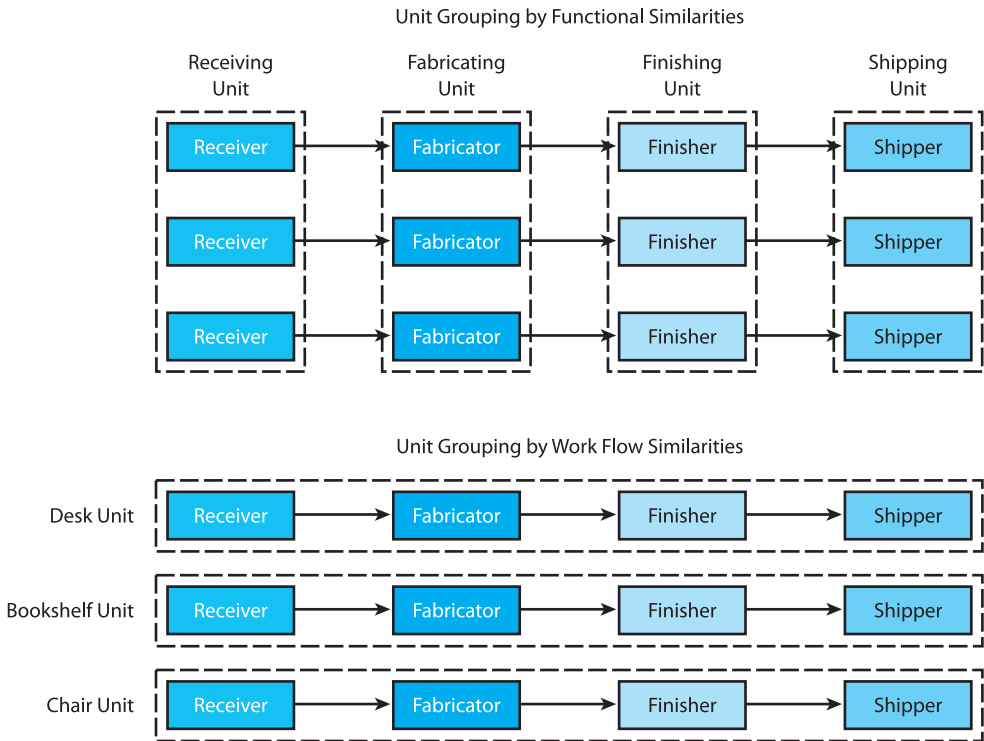 Unit Grouping by Functional Similarities
Receiving Unit
Fabricating Unit
Finishing Unit
Shipping Unit
Receiver Fabricator Finisher Shipper
Receiver Fabricator Finisher Shipper
Receiver Fabricator Finisher Shipper
Unit Grouping by Work Flow Similarities
Desk Unit Receiver Fabricator Finisher Shipper
Bookshelf Unit Receiver Fabricator Finisher Shipper
Chair Unit Receiver Fabricator Finisher Shipper